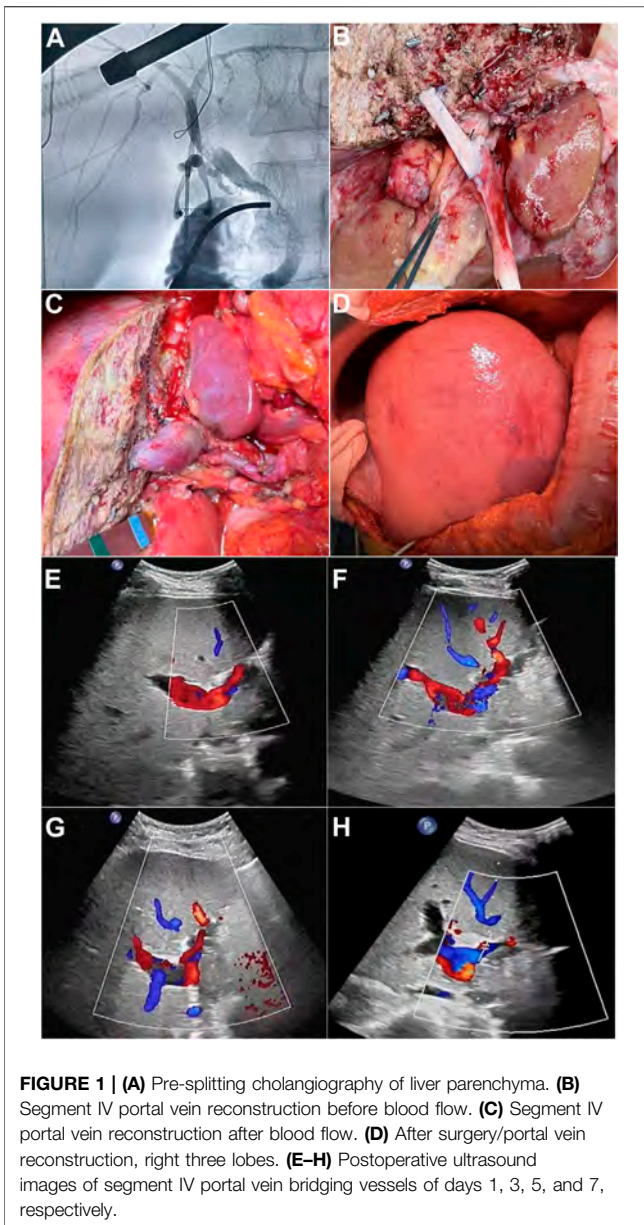 A
B
C
D
E
F
G
H
P
FIGURE 1 | (A) Pre-splitting cholangiography of liver parenchyma. (B)
Segment IV portal vein reconstruction before blood flow. (C) Segment IV
portal vein reconstruction after blood flow. (D) After surgery/portal vein
reconstruction, right three lobes. (E–H) Postoperative ultrasound
images of segment IV portal vein bridging vessels of days 1, 3, 5, and 7,
respectively.